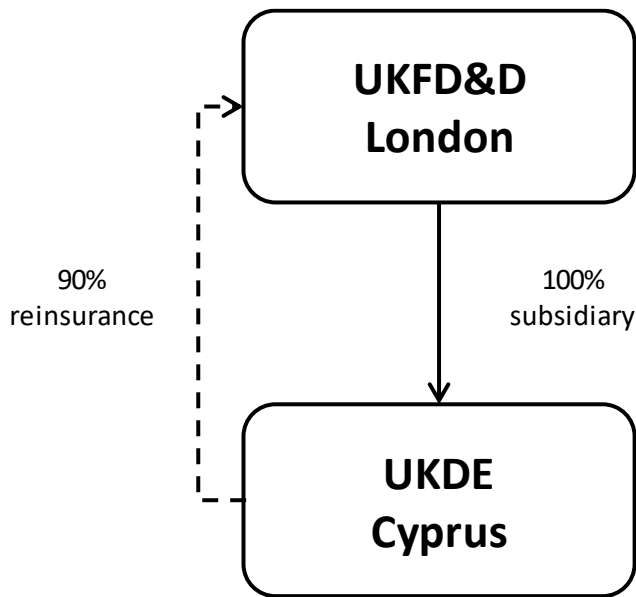 UKFD&D
London
90%
reinsurance
100%
subsidiary
UKDE
Cyprus